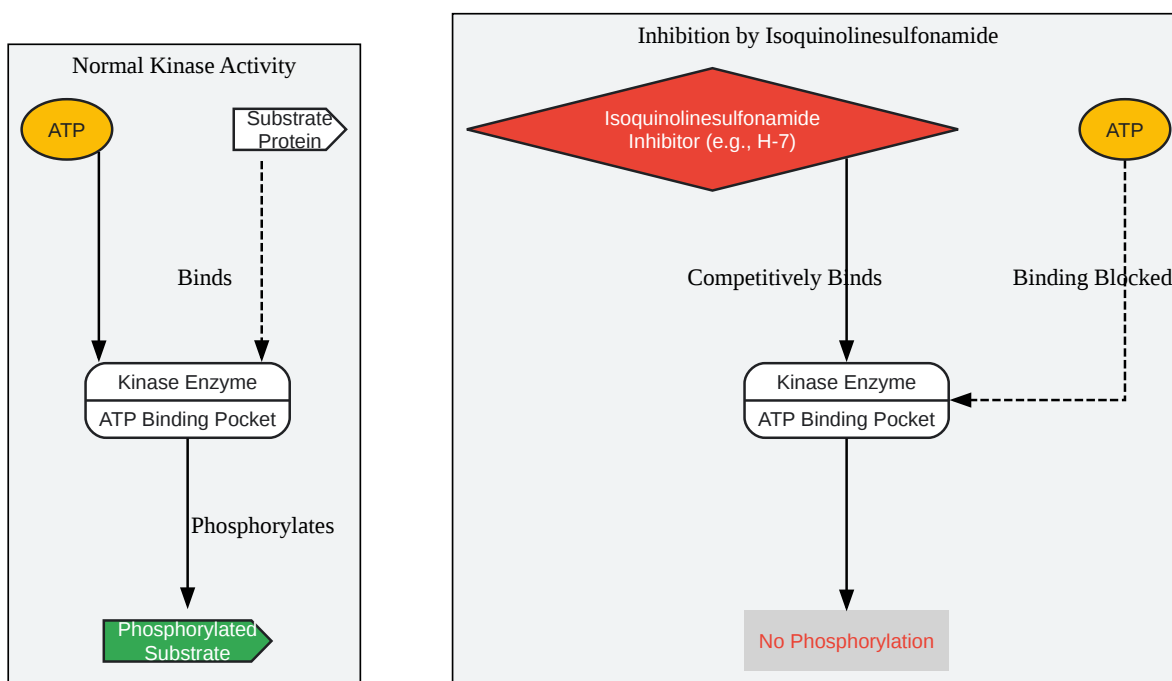 Normal Kinase Activity
ATP
Substrate
Protein
Binds
Kinase Enzyme
ATP Binding Pocket
Phosphorylates
Phosphorylated
Substrate
Inhibition by Isoquinolinesulfonamide
Isoquinolinesulfonamide
Inhibitor (e.g., H-7)
ATP
Competitively Binds
Binding Blocked
Kinase Enzyme
ATP Binding Pocket
No Phosphorylation